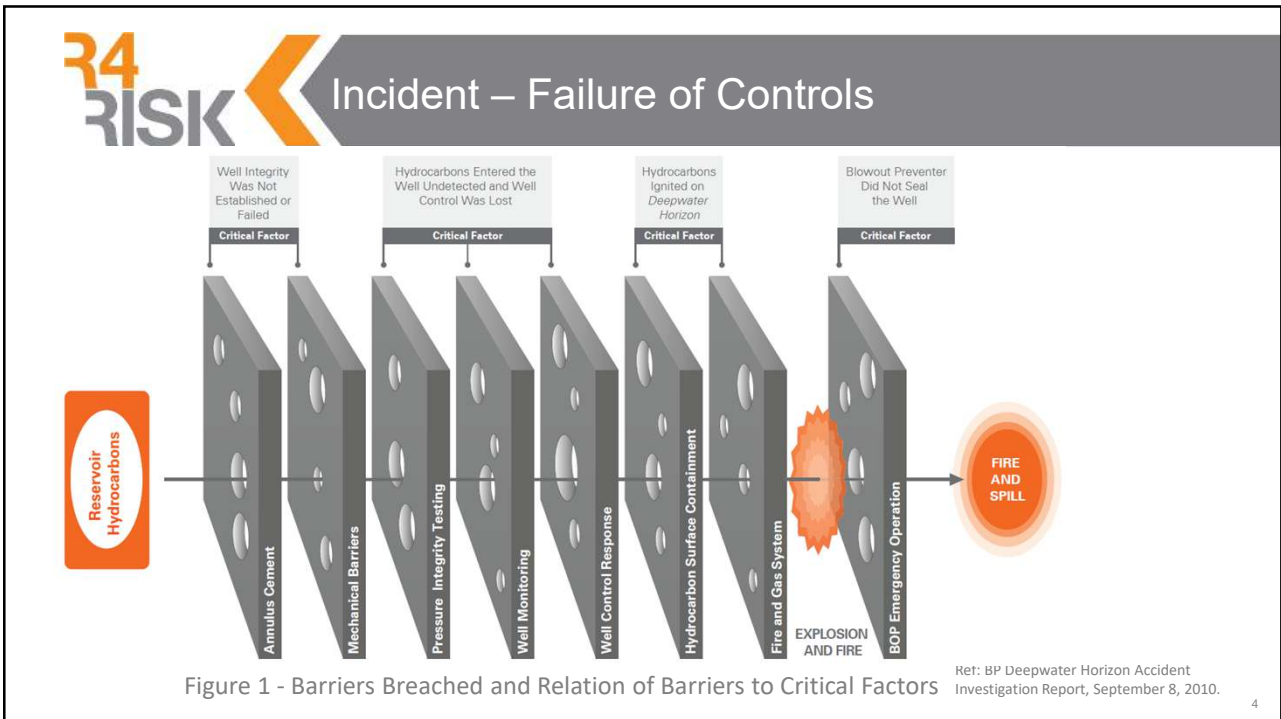 R4
RISK
Incident – Failure of Controls
Well Integrity
Was Not
Established or
Failed
Critical Factor
Hydrocarbons Entered the
Well Undetected and Well
Control Was Lost
Critical Factor
Hydrocarbons
Ignited on
Deepwater
Horizon
Critical Factor
Blowout Preventer
Did Not Seal
the Well
Critical Factor
Reservoir
Hydrocarbons
Annulus Cement
Mechanical Barriers
Pressure Integrity Testing
Well Monitoring
Well Control Response
Hydrocarbon Surface Containment
Fire and Gas System
EXPLOSION
AND FIRE
BOP Emergency Operation
FIRE
AND
SPILL
Figure 1 - Barriers Breached and Relation of Barriers to Critical Factors
Ref: BP Deepwater Horizon Accident
Investigation Report, September 8, 2010.
4